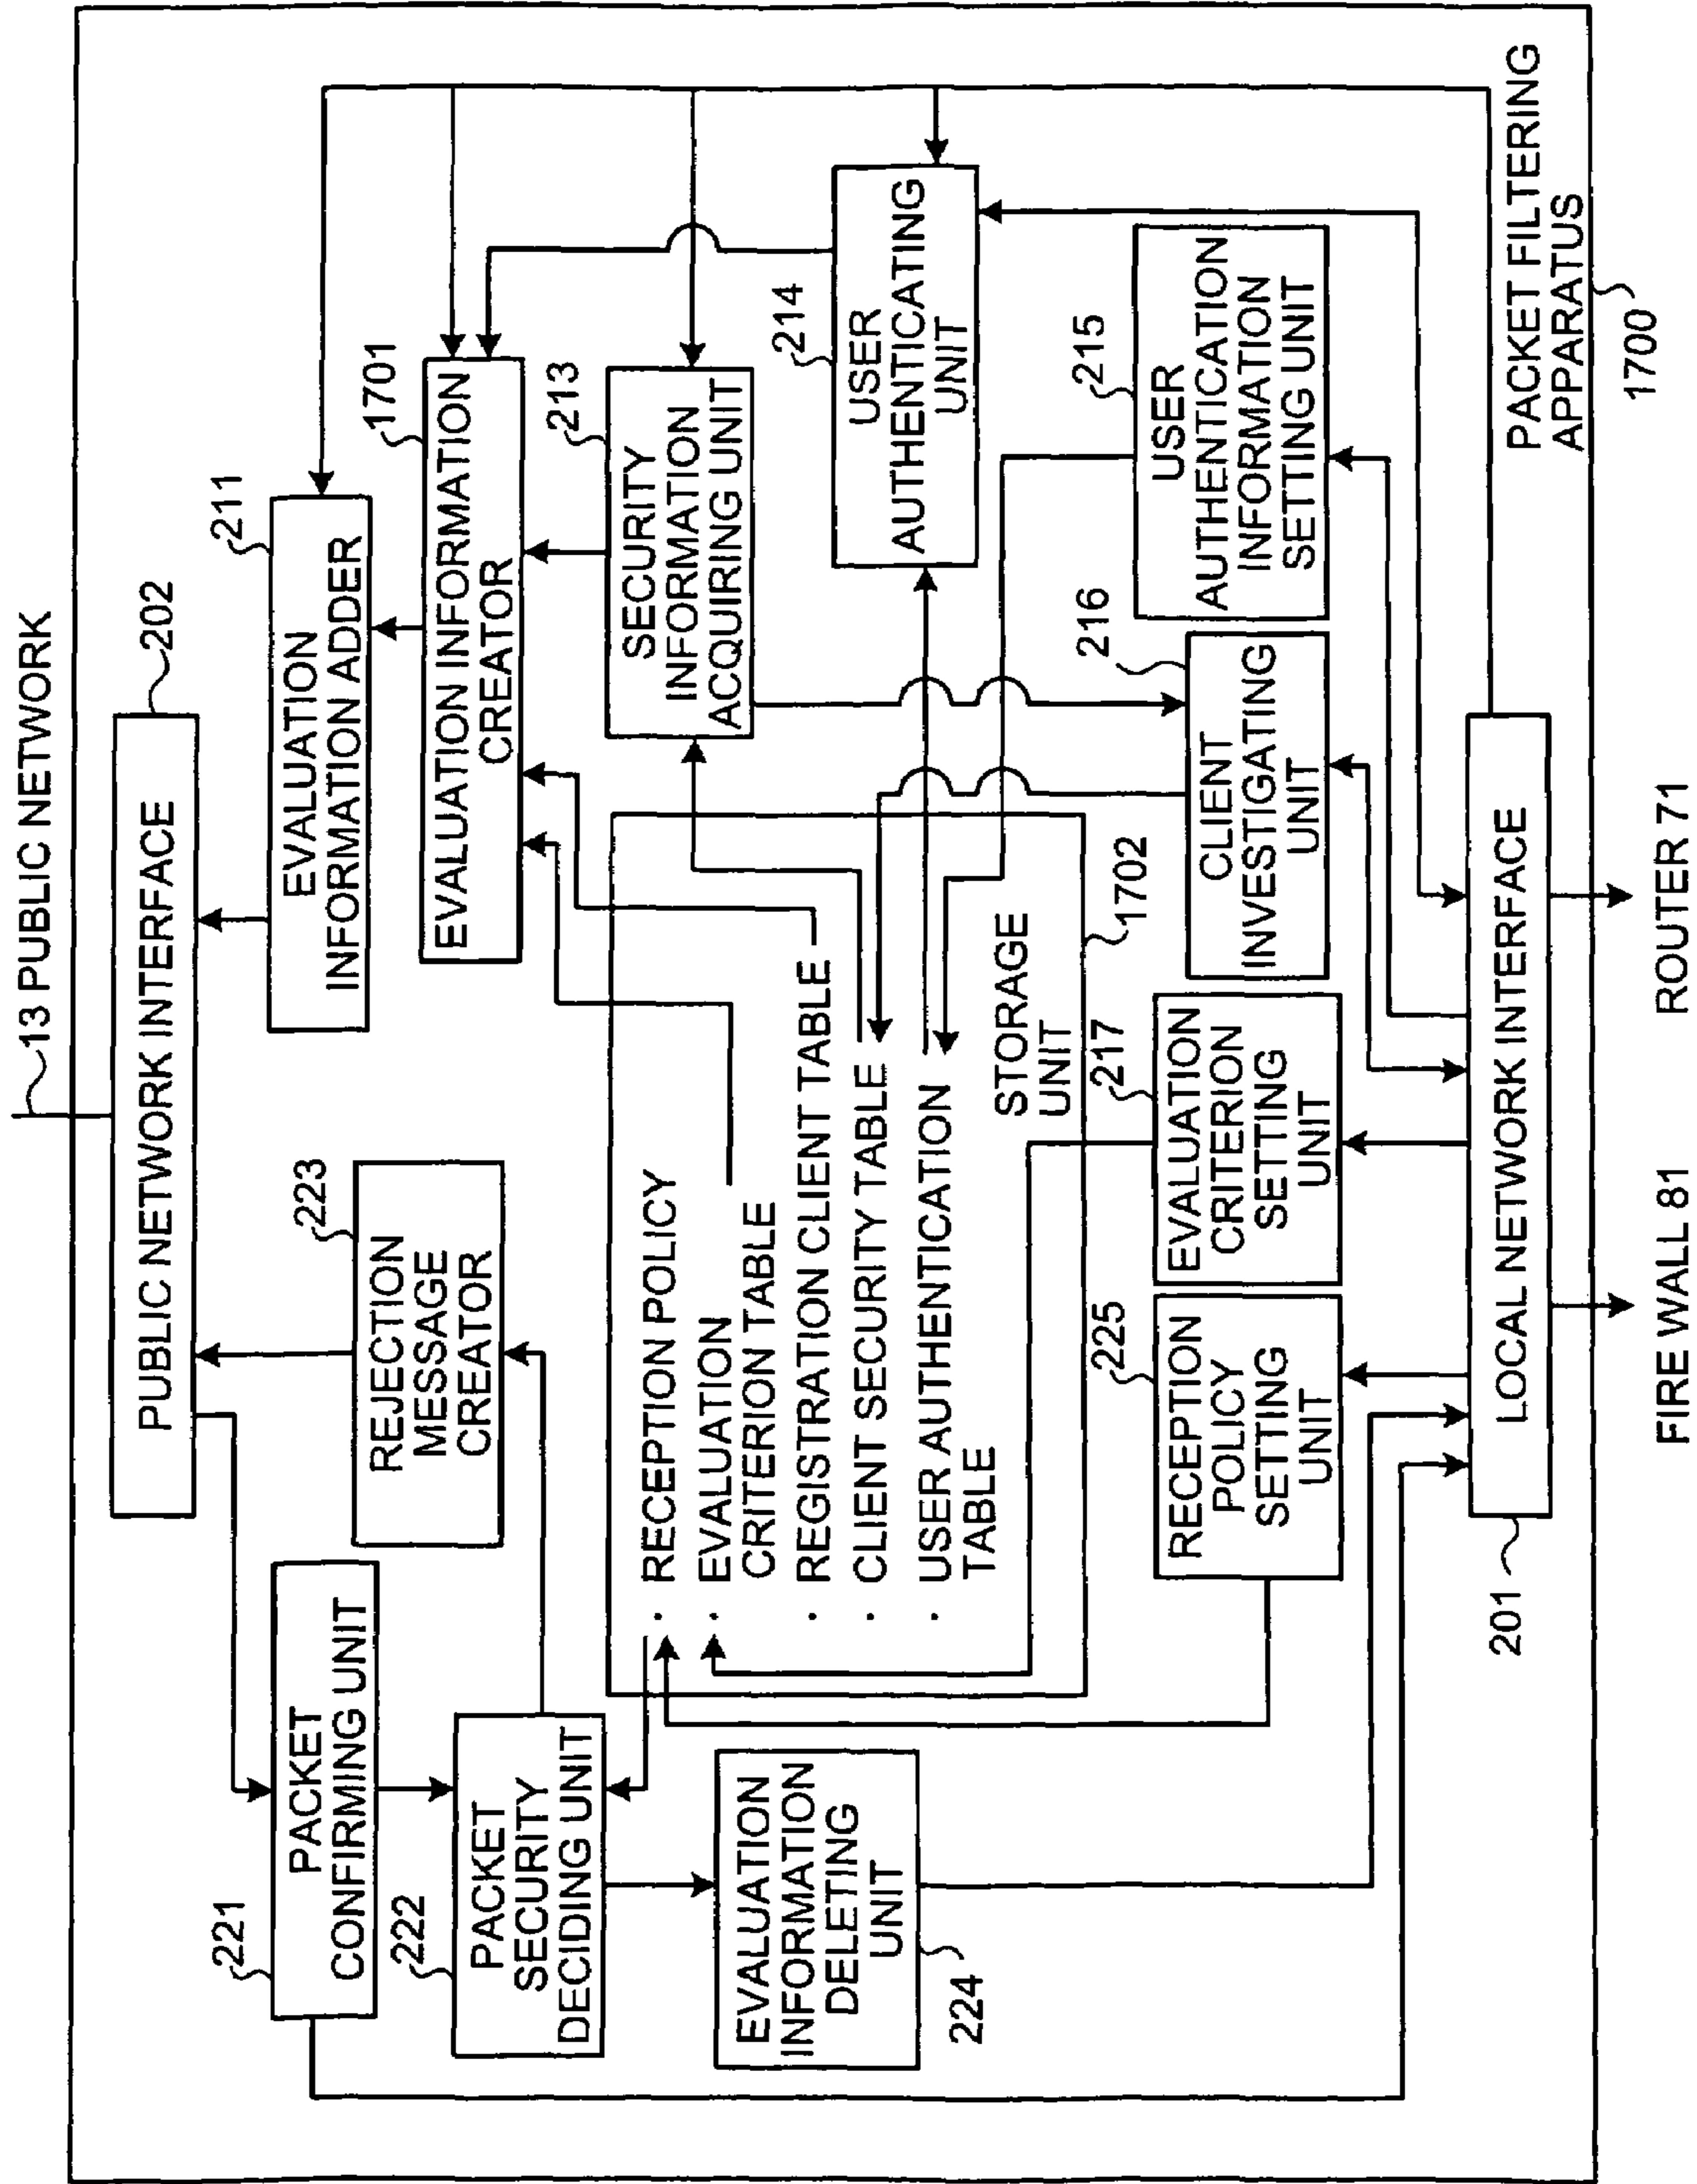 13 PUBLIC NETWORK
PUBLIC NETWORK INTERFACE
202
221
PACKET
CONFIRMING UNIT
222
PACKET
SECURITY
DECIDING UNIT
EVALUATION
INFORMATION
DELETING
UNIT
224
223
REJECTION
MESSAGE
CREATOR
211
EVALUATION
INFORMATION ADDER
1701
EVALUATION INFORMATION
CREATOR
213
SECURITY
INFORMATION
ACQUIRING UNIT
214
USER
AUTHENTICATING
UNIT
· RECEPTION POLICY
· EVALUATION
CRITERION TABLE
· REGISTRATION CLIENT TABLE
· CLIENT SECURITY TABLE
· USER AUTHENTICATION
TABLE
STORAGE
UNIT
1702
225
RECEPTION
POLICY
SETTING
UNIT
217
EVALUATION
CRITERION
SETTING
UNIT
216
CLIENT
INVESTIGATING
UNIT
215
USER
AUTHENTICATION
INFORMATION
SETTING UNIT
201
LOCAL NETWORK INTERFACE
PACKET FILTERING
APPARATUS
1700
FIRE WALL 81
ROUTER 71